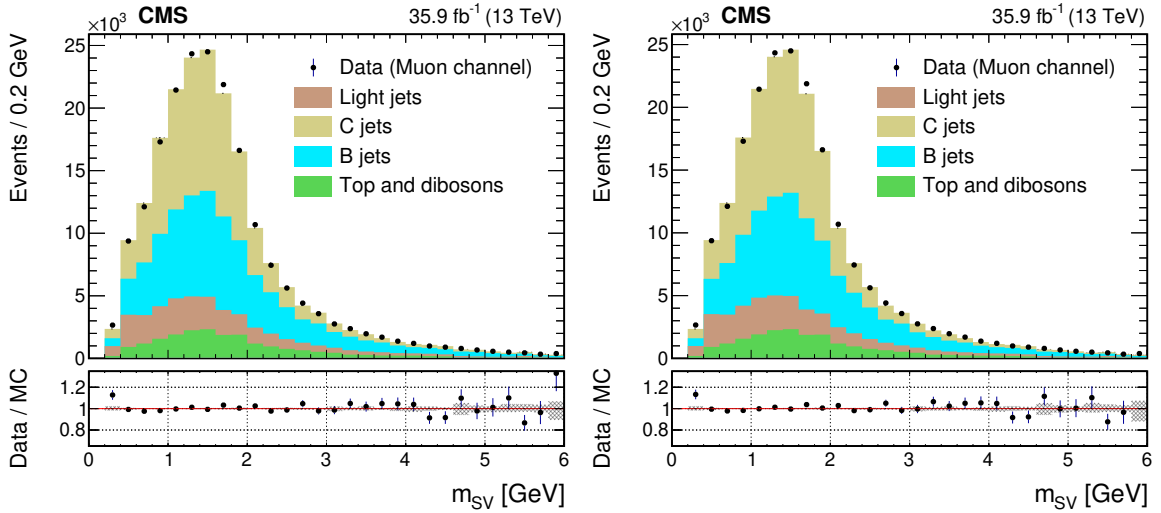 ×10³ CMS 35.9 fb⁻¹ (13 TeV)
Events / 0.2 GeV
25
20
15
10
5
0
Data (Muon channel)
Light jets
C jets
B jets
Top and dibosons
Data / MC
1.2
1
0.8
0 1 2 3 4 5 6
m_SV [GeV]
×10³ CMS 35.9 fb⁻¹ (13 TeV)
Events / 0.2 GeV
25
20
15
10
5
0
Data (Muon channel)
Light jets
C jets
B jets
Top and dibosons
Data / MC
1.2
1
0.8
0 1 2 3 4 5 6
m_SV [GeV]